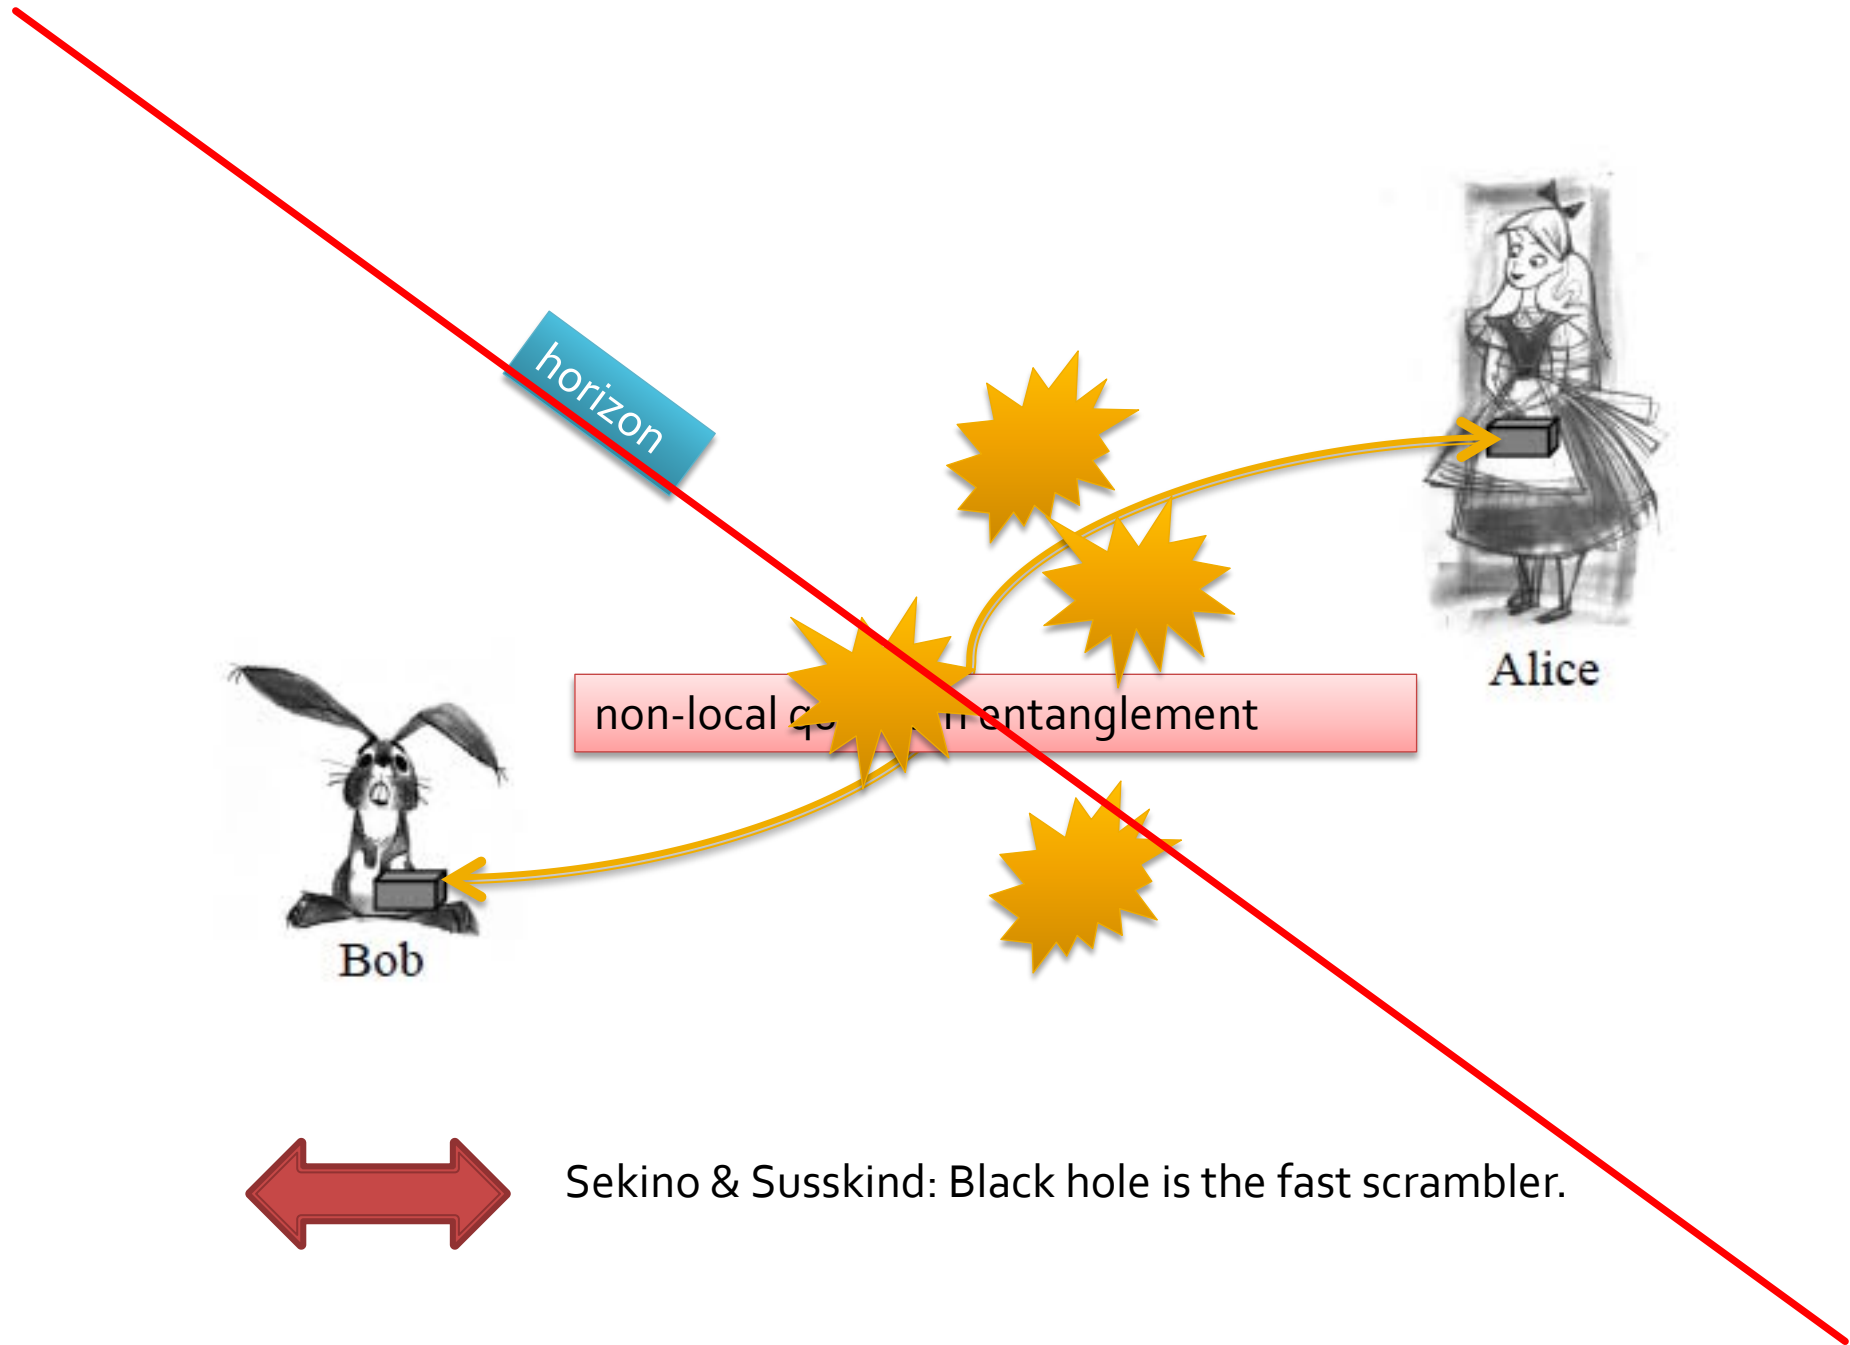 horizon
Alice
non-local entanglement
Bob
Sekino & Susskind: Black hole is the fast scrambler.